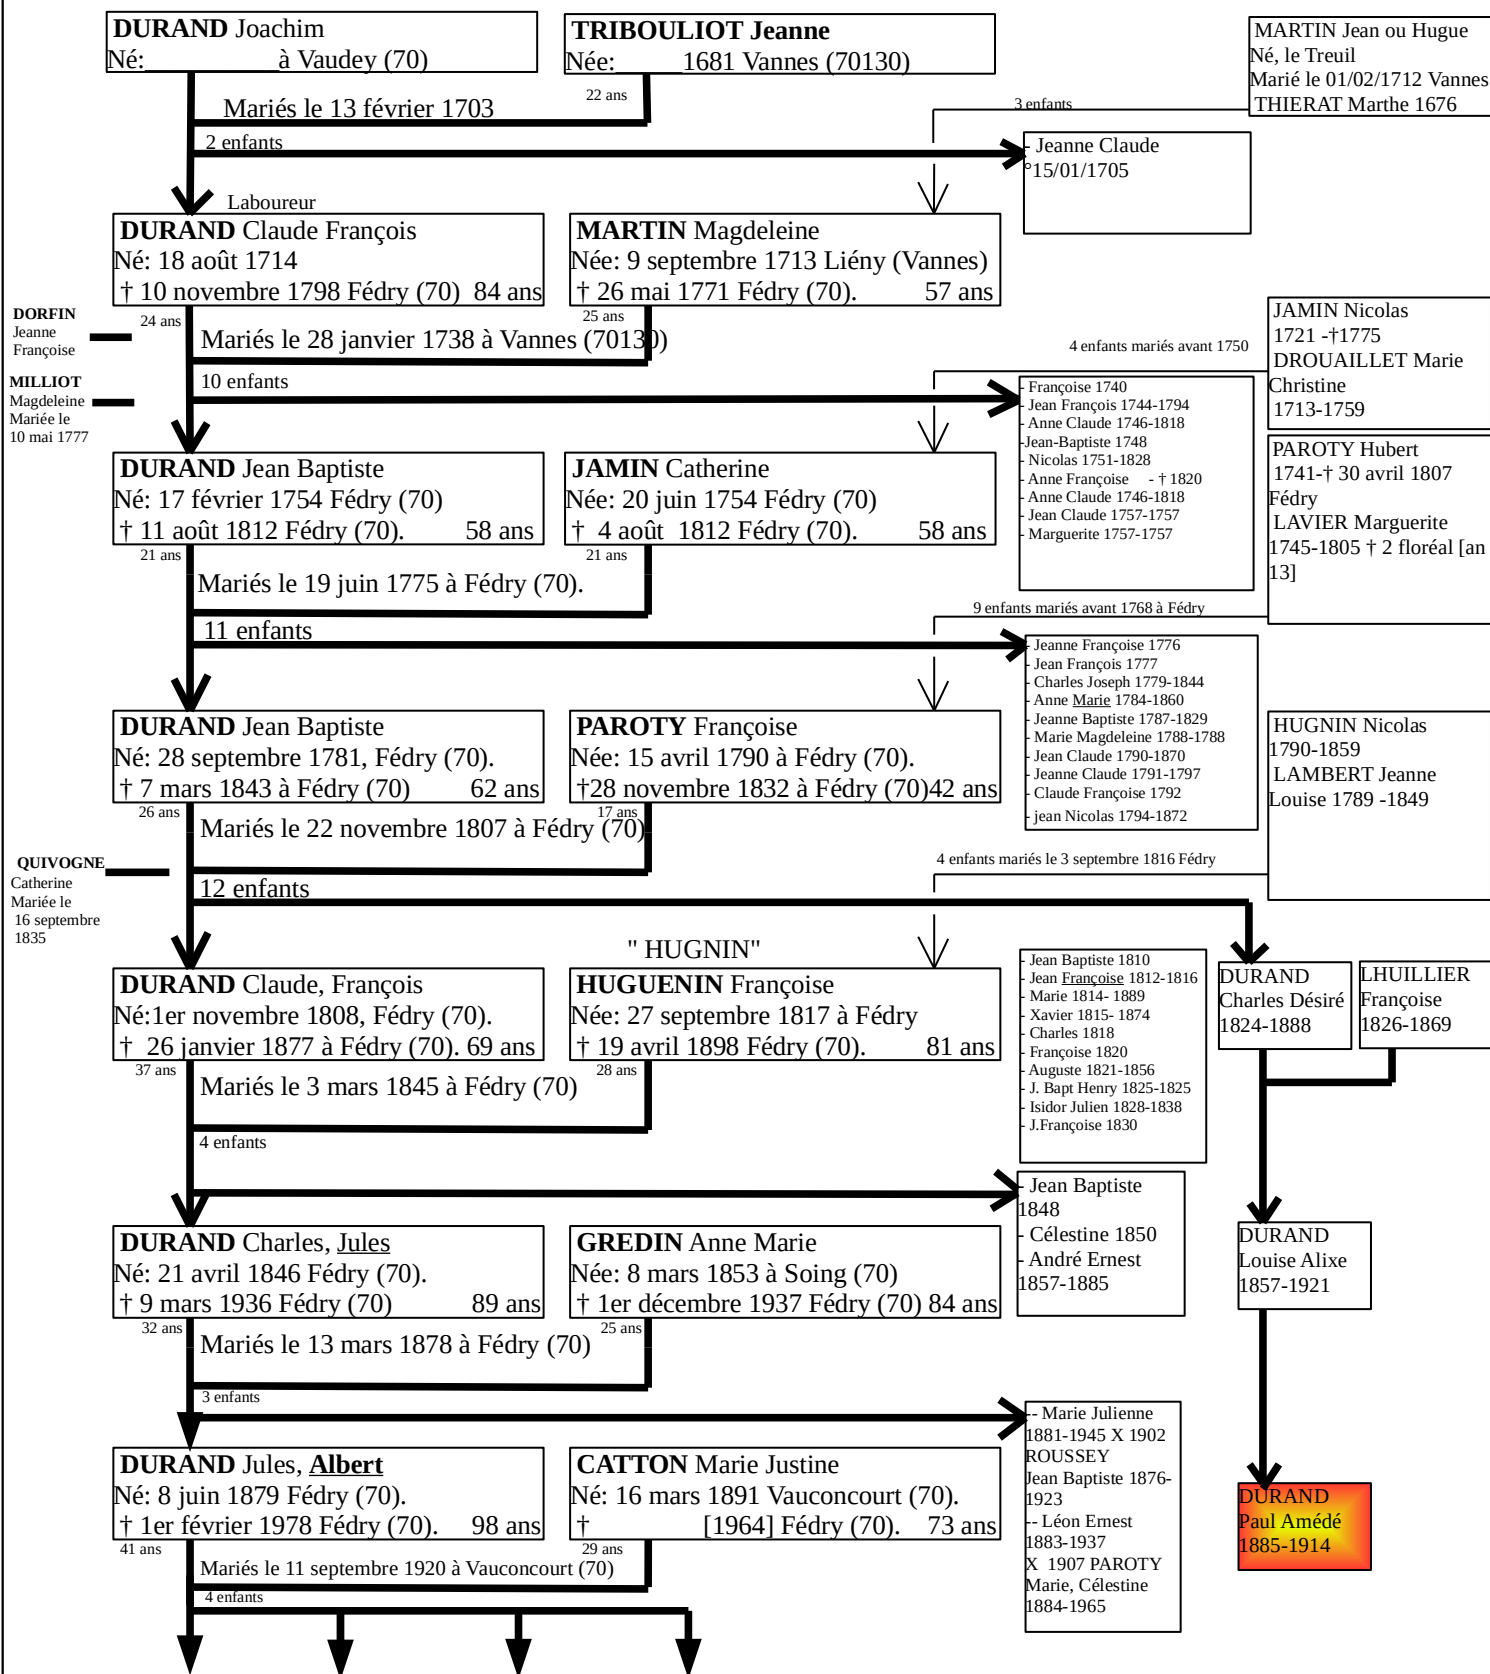 DURAND Joachim
Né:__________à Vaudey (70)
TRIBOULIOT Jeanne
Née:_____1681 Vannes (70130)
MARTIN Jean ou Hugue
Né, le Treuil
Marié le 01/02/1712 Vannes
THIERAT Marthe 1676
22 ans
Mariés le 13 février 1703
3 enfants
2 enfants
- Jeanne Claude
°15/01/1705
Laboureur
DURAND Claude François
Né: 18 août 1714
† 10 novembre 1798 Fédry (70) 84 ans
MARTIN Magdeleine
Née: 9 septembre 1713 Liény (Vannes)
† 26 mai 1771 Fédry (70). 57 ans
DORFIN
Jeanne
Françoise
24 ans
25 ans
Mariés le 28 janvier 1738 à Vannes (70130)
4 enfants mariés avant 1750
JAMIN Nicolas
1721 -†1775
DROUAILLET Marie
Christine
1713-1759
MILLIOT
Magdeleine
Mariée le
10 mai 1777
10 enfants
- Françoise 1740
- Jean François 1744-1794
- Anne Claude 1746-1818
-Jean-Baptiste 1748
- Nicolas 1751-1828
- Anne Françoise - † 1820
- Anne Claude 1746-1818
- Jean Claude 1757-1757
- Marguerite 1757-1757
PAROTY Hubert
1741-† 30 avril 1807
Fédry
LAVIER Marguerite
1745-1805 † 2 floréal [an
13]
DURAND Jean Baptiste
Né: 17 février 1754 Fédry (70)
† 11 août 1812 Fédry (70). 58 ans
JAMIN Catherine
Née: 20 juin 1754 Fédry (70)
† 4 août 1812 Fédry (70). 58 ans
21 ans
21 ans
Mariés le 19 juin 1775 à Fédry (70).
9 enfants mariés avant 1768 à Fédry
11 enfants
- Jeanne Françoise 1776
- Jean François 1777
- Charles Joseph 1779-1844
- Anne Marie 1784-1860
- Jeanne Baptiste 1787-1829
- Marie Magdeleine 1788-1788
- Jean Claude 1790-1870
- Jeanne Claude 1791-1797
- Claude Françoise 1792
- jean Nicolas 1794-1872
DURAND Jean Baptiste
Né: 28 septembre 1781, Fédry (70).
† 7 mars 1843 à Fédry (70) 62 ans
PAROTY Françoise
Née: 15 avril 1790 à Fédry (70).
†28 novembre 1832 à Fédry (70)42 ans
HUGNIN Nicolas
1790-1859
LAMBERT Jeanne
Louise 1789 -1849
26 ans
17 ans
Mariés le 22 novembre 1807 à Fédry (70)
QUIVOGNE
Catherine
Mariée le
16 septembre
1835
4 enfants mariés le 3 septembre 1816 Fédry
12 enfants
" HUGNIN"
DURAND Claude, François
Né:1er novembre 1808, Fédry (70).
† 26 janvier 1877 à Fédry (70). 69 ans
HUGUENIN Françoise
Née: 27 septembre 1817 à Fédry
† 19 avril 1898 Fédry (70). 81 ans
- Jean Baptiste 1810
- Jean Françoise 1812-1816
- Marie 1814- 1889
- Xavier 1815- 1874
- Charles 1818
- Françoise 1820
- Auguste 1821-1856
- J. Bapt Henry 1825-1825
- Isidor Julien 1828-1838
- J.Françoise 1830
DURAND
Charles Désiré
1824-1888
LHUILLIER
Françoise
1826-1869
37 ans
28 ans
Mariés le 3 mars 1845 à Fédry (70)
4 enfants
- Jean Baptiste
1848
- Célestine 1850
- André Ernest
1857-1885
DURAND Charles, Jules
Né: 21 avril 1846 Fédry (70).
† 9 mars 1936 Fédry (70) 89 ans
GREDIN Anne Marie
Née: 8 mars 1853 à Soing (70)
† 1er décembre 1937 Fédry (70) 84 ans
DURAND
Louise Alixe
1857-1921
32 ans
25 ans
Mariés le 13 mars 1878 à Fédry (70)
3 enfants
-- Marie Julienne
1881-1945 X 1902
ROUSSEY
Jean Baptiste 1876-
1923
-- Léon Ernest
1883-1937
X 1907 PAROTY
Marie, Célestine
1884-1965
DURAND Jules, Albert
Né: 8 juin 1879 Fédry (70).
† 1er février 1978 Fédry (70). 98 ans
CATTON Marie Justine
Né: 16 mars 1891 Vauconcourt (70).
† [1964] Fédry (70). 73 ans
DURAND
Paul Amédé
1885-1914
41 ans
29 ans
Mariés le 11 septembre 1920 à Vauconcourt (70)
4 enfants